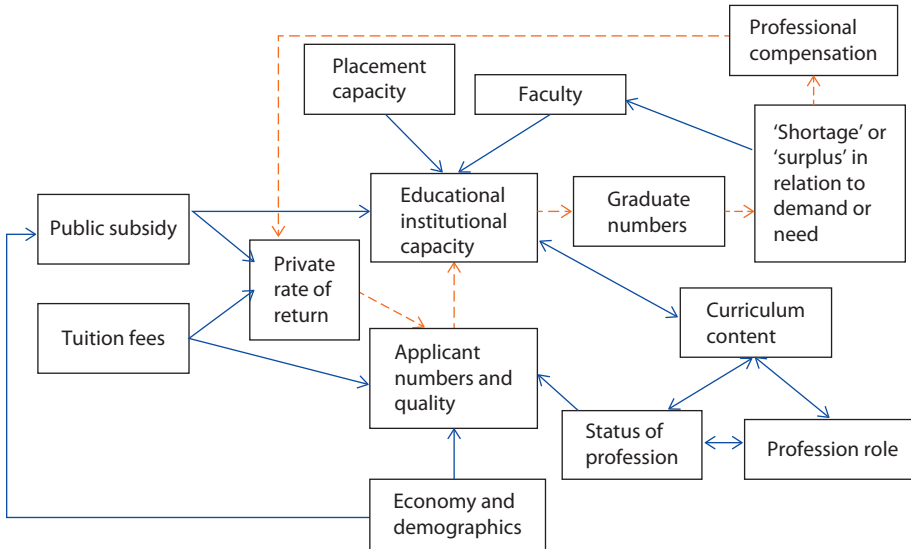 Professional
compensation
Placement
capacity
Faculty
‘Shortage’ or
‘surplus’ in
relation to
demand or
need
Educational
institutional
capacity
Graduate
numbers
Public subsidy
Private
rate of
return
Tuition fees
Curriculum
content
Applicant
numbers and
quality
Status of
profession
Profession role
Economy and
demographics